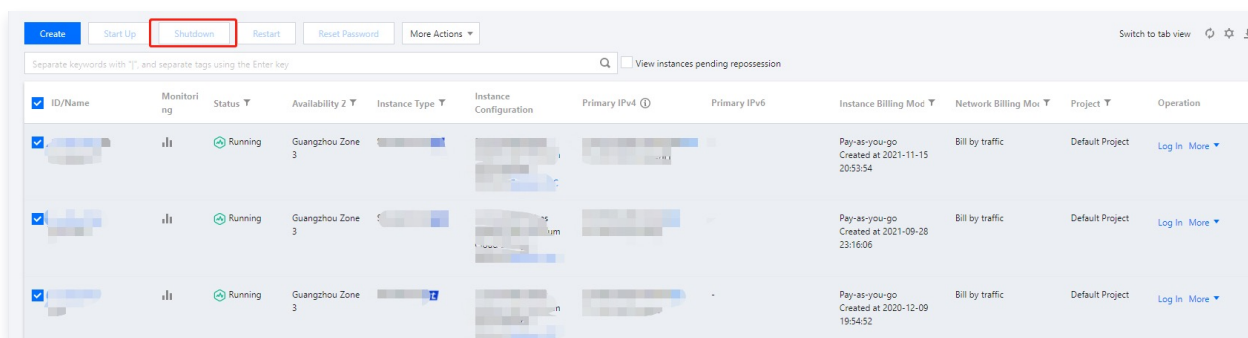 Create Start Up Shutdown Restart Reset Password More Actions Switch to tab view
Separate keywords with "|", and separate tags using the Enter key View instances pending repossession
ID/Name Monitori Status Availability Z Instance Type Instance Primary IPv4 Primary IPv6 Instance Billing Mod Network Billing Mod Project Operation
ng Configuration
Running Guangzhou Zone Pay-as-you-go Bill by traffic Default Project Log In More
3 Created at 2021-11-15
20:53:54
Running Guangzhou Zone Pay-as-you-go Bill by traffic Default Project Log In More
3 Created at 2021-09-28
23:16:06
Running Guangzhou Zone - Pay-as-you-go Bill by traffic Default Project Log In More
3 Created at 2020-12-09
19:54:52